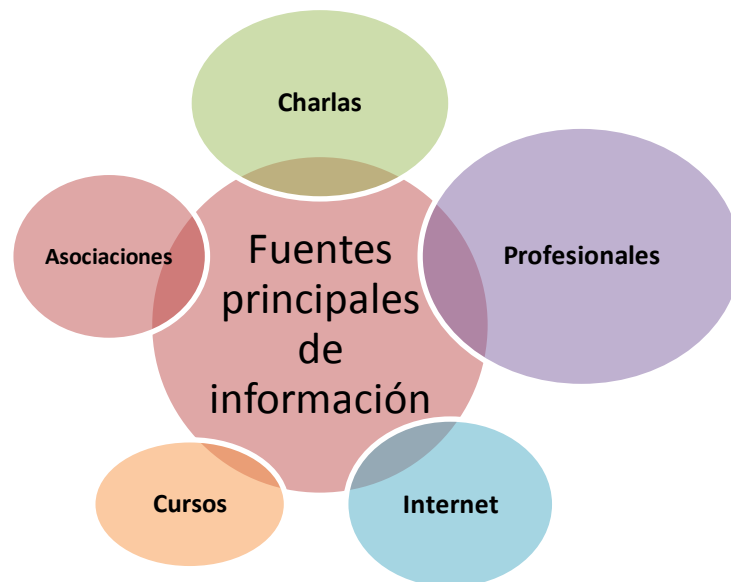 Charlas
Asociaciones
Fuentes
principales
de
información
Profesionales
Cursos
Internet